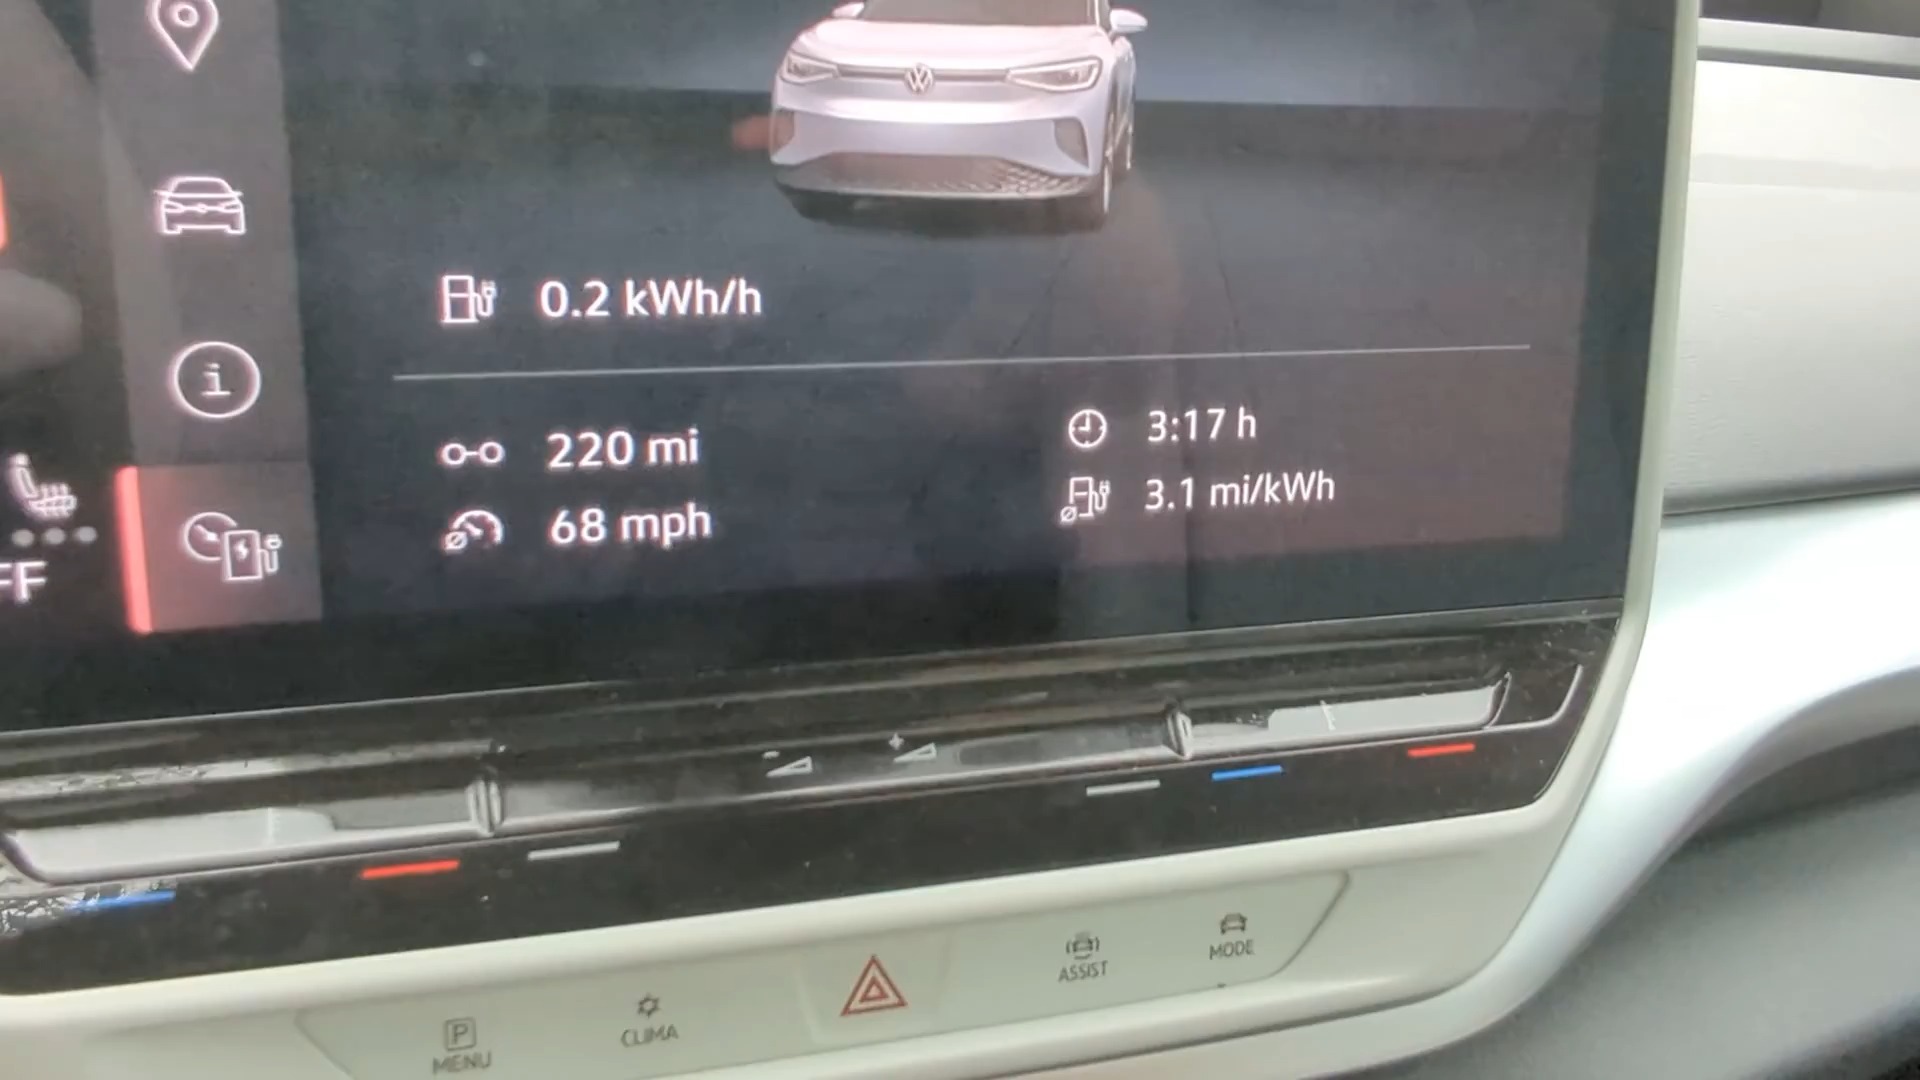 0.2 kWh/h
220 mi
3:17 h
68 mph
3.1 mi/kWh
FF
P
MENU
CLIMA
ASSIST
MODE